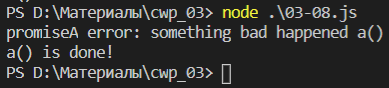 PS D:\Материалы\cwp_03> node .\03-08.js
promiseA error: something bad happened a()
a() is done!
PS D:\Материалы\cwp_03>